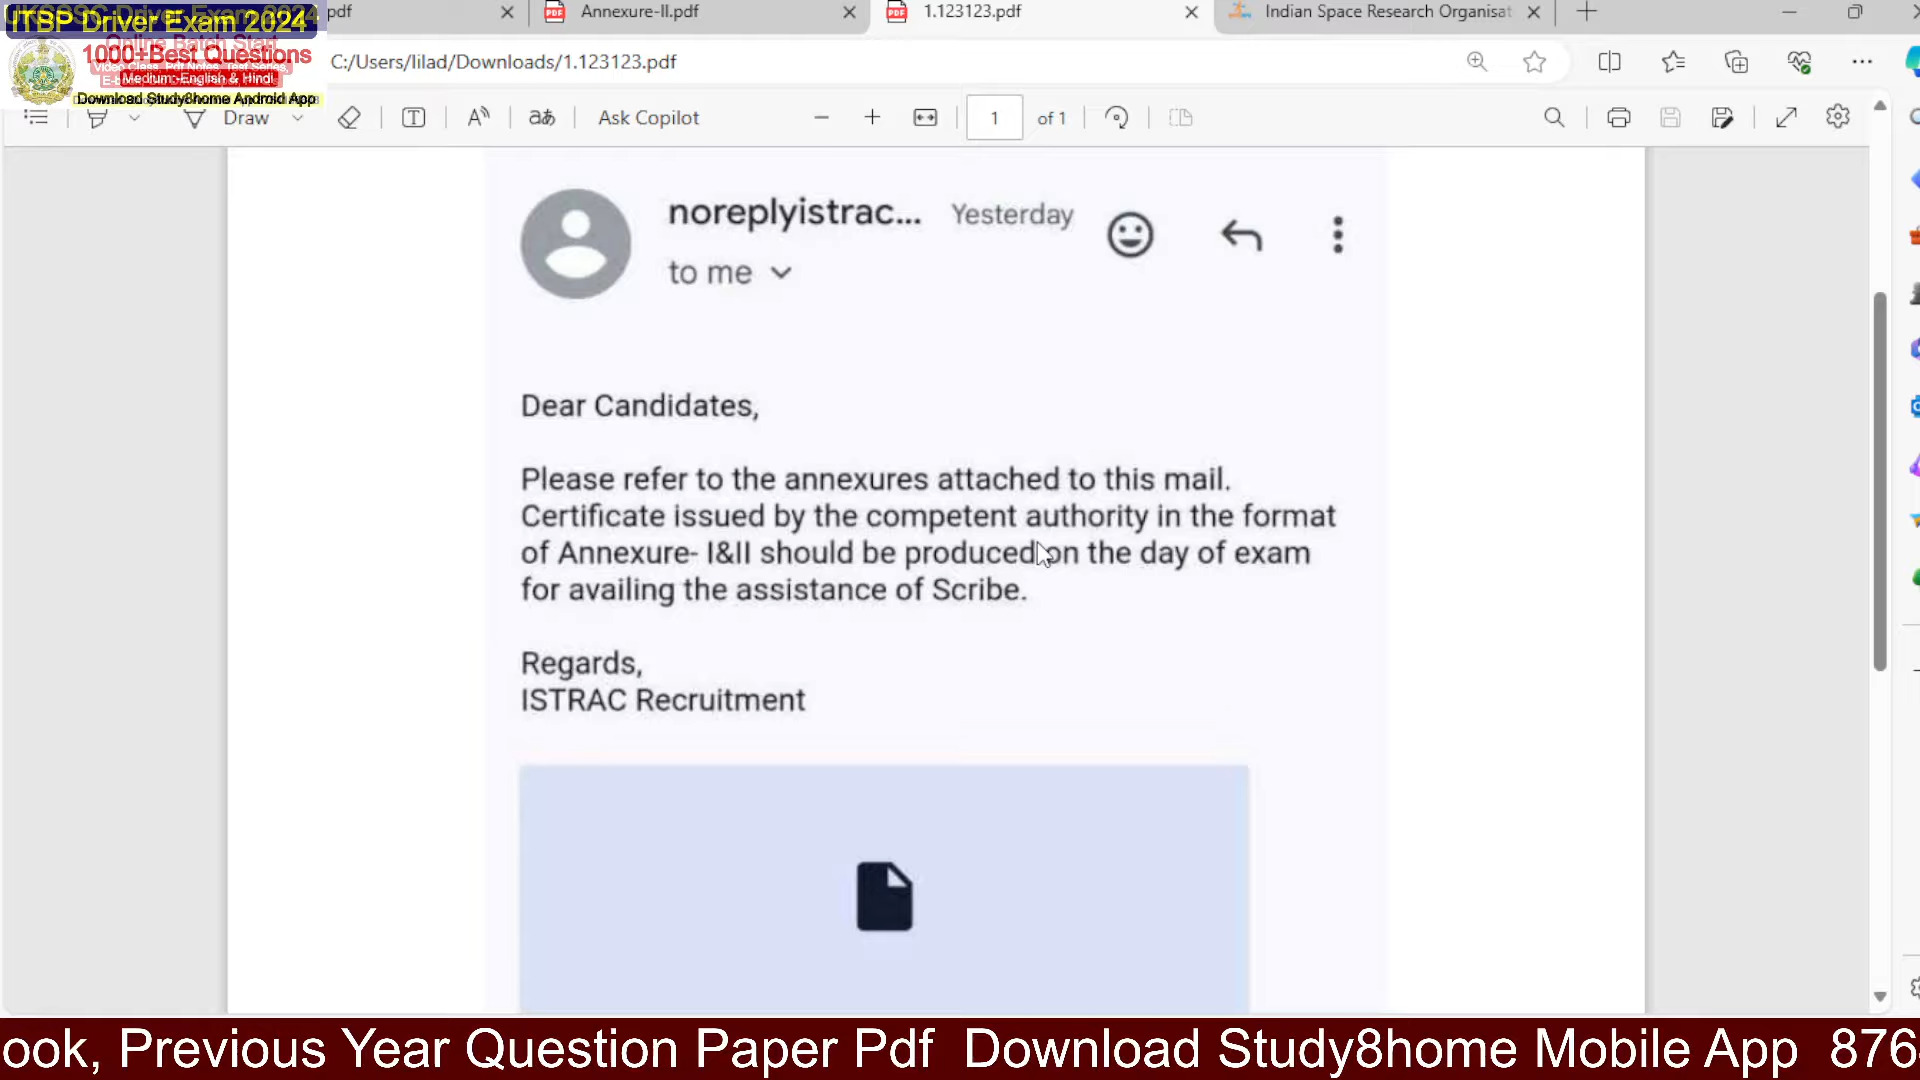 ITBP Driver Exam 2024
1000+Best Questions
Medium:-English & Hindi
Download Study8home Android App
pdf
Annexure-II.pdf
1.123123.pdf
Indian Space Research Organisat
C:/Users/lilad/Downloads/1.123123.pdf
Draw
Ask Copilot
1 of 1
noreplyistrac... Yesterday
to me
Dear Candidates,
Please refer to the annexures attached to this mail.
Certificate issued by the competent authority in the format
of Annexure- I&II should be produced on the day of exam
for availing the assistance of Scribe.
Regards,
ISTRAC Recruitment
ook, Previous Year Question Paper Pdf Download Study8home Mobile App 876